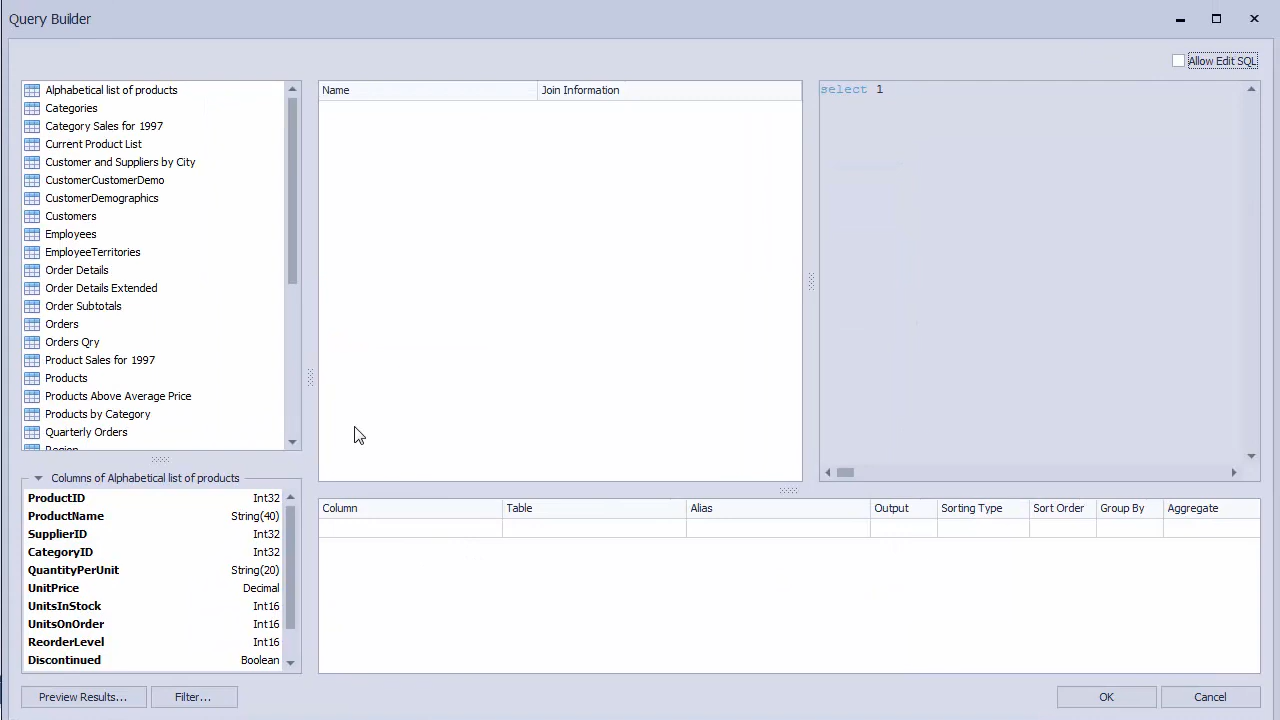 Query Builder
Allow Edit SQL
Alphabetical list of products
Categories
Category Sales for 1997
Current Product List
Customer and Suppliers by City
CustomerCustomerDemo
CustomerDemographics
Customers
Employees
EmployeeTerritories
Order Details
Order Details Extended
Order Subtotals
Orders
Orders Qry
Product Sales for 1997
Products
Products Above Average Price
Products by Category
Quarterly Orders
Region
Name Join Information
select 1
Columns of Alphabetical list of products
ProductID Int32
ProductName String(40)
SupplierID Int32
CategoryID Int32
QuantityPerUnit String(20)
UnitPrice Decimal
UnitsInStock Int16
UnitsOnOrder Int16
ReorderLevel Int16
Discontinued Boolean
Column Table Alias Output Sorting Type Sort Order Group By Aggregate
Preview Results... Filter... OK Cancel